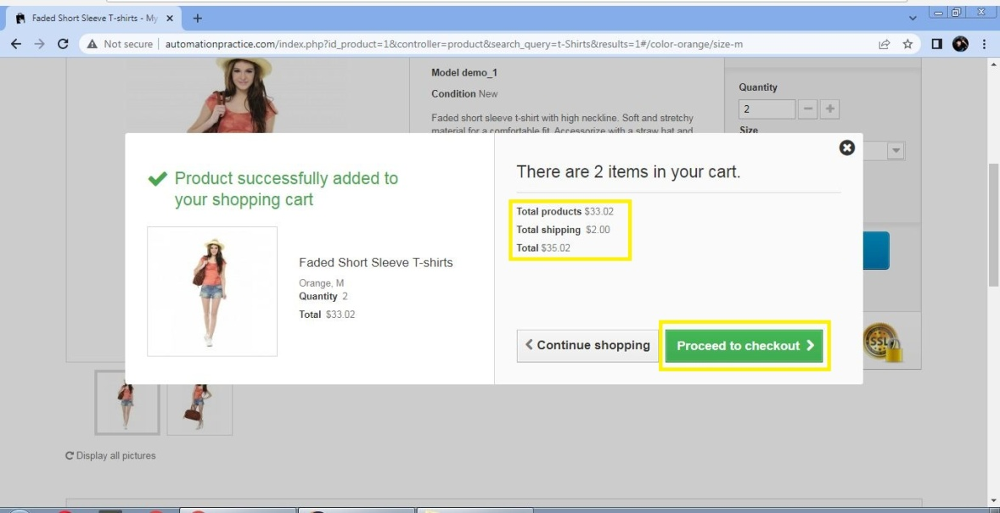 Faded Short Sleeve T-shirts - My
Not secure
automationpractice.com/index.php?id_product=1&controller=product&search_query=t-Shirts&results=1#/color-orange/size-m
Model demo_1
Condition New
Faded short sleeve t-shirt with high neckline. Soft and stretchy
material for a comfortable fit. Accessorize with a straw hat and
Quantity
2
Size
Product successfully added to
your shopping cart
Faded Short Sleeve T-shirts
Orange, M
Quantity 2
Total $33.02
There are 2 items in your cart.
Total products $33.02
Total shipping $2.00
Total $35.02
Continue shopping
Proceed to checkout
SSL
Display all pictures